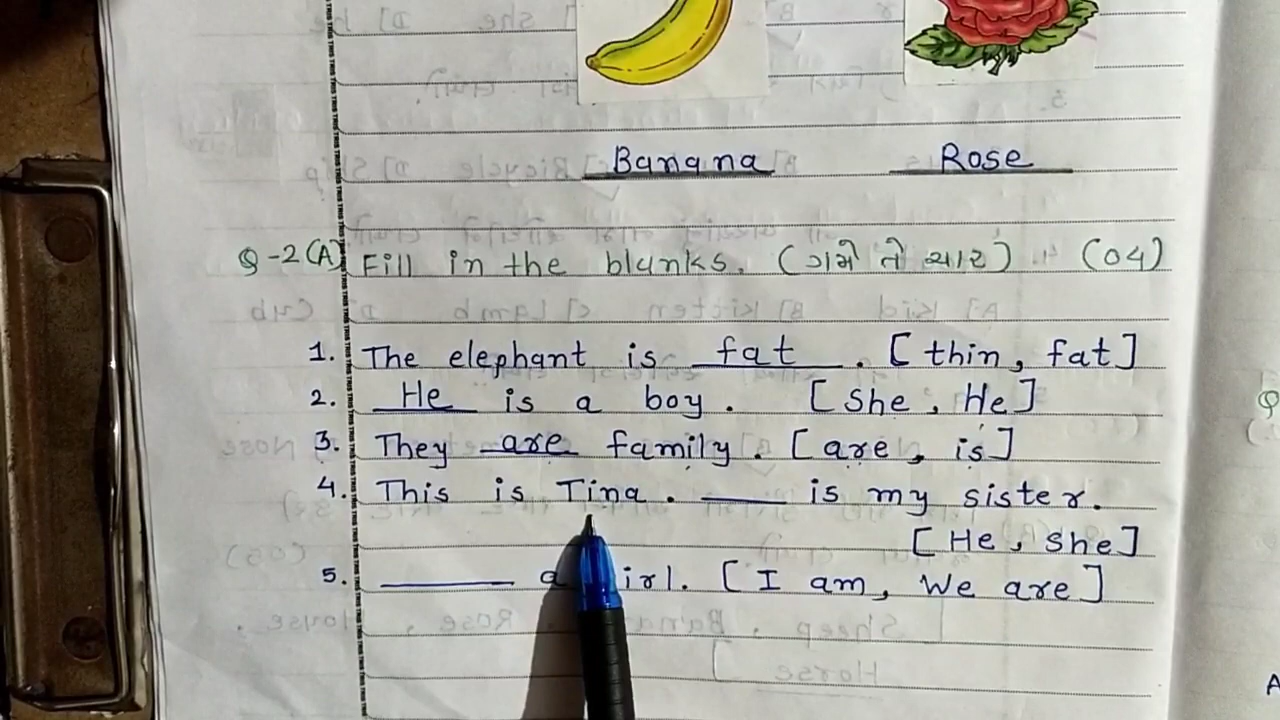 Banana Rose
Q-2(A) Fill in the blanks. (ગમે તે ચાર) (04)
1. The elephant is fat. [thin, fat]
2. He is a boy. [She, He]
3. They are family. [are, is]
4. This is Tina. ____ is my sister.
[He, She]
5. ____ a irl. [I am, We are]